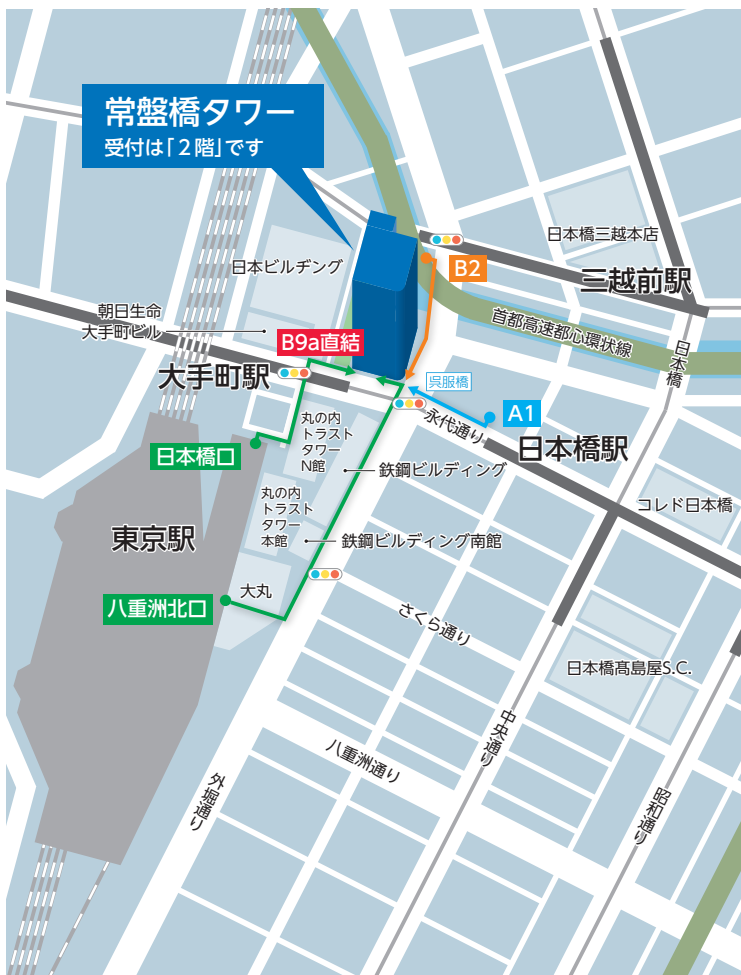 常盤橋タワー
受付は「2階」です
日本橋三越本店
B2
三越前駅
日本ビルヂング
朝日生命
大手町ビル
首都高速都心環状線
日本橋
B9a直結
大手町駅
呉服橋
A1
永代通り
日本橋駅
丸の内
トラスト
タワー
N館
日本橋口
鉄鋼ビルディング
丸の内
トラスト
タワー
本館
コレド日本橋
東京駅
鉄鋼ビルディング南館
大丸
八重洲北口
さくら通り
日本橋髙島屋S.C.
中央通り
八重洲通り
外堀通り
昭和通り